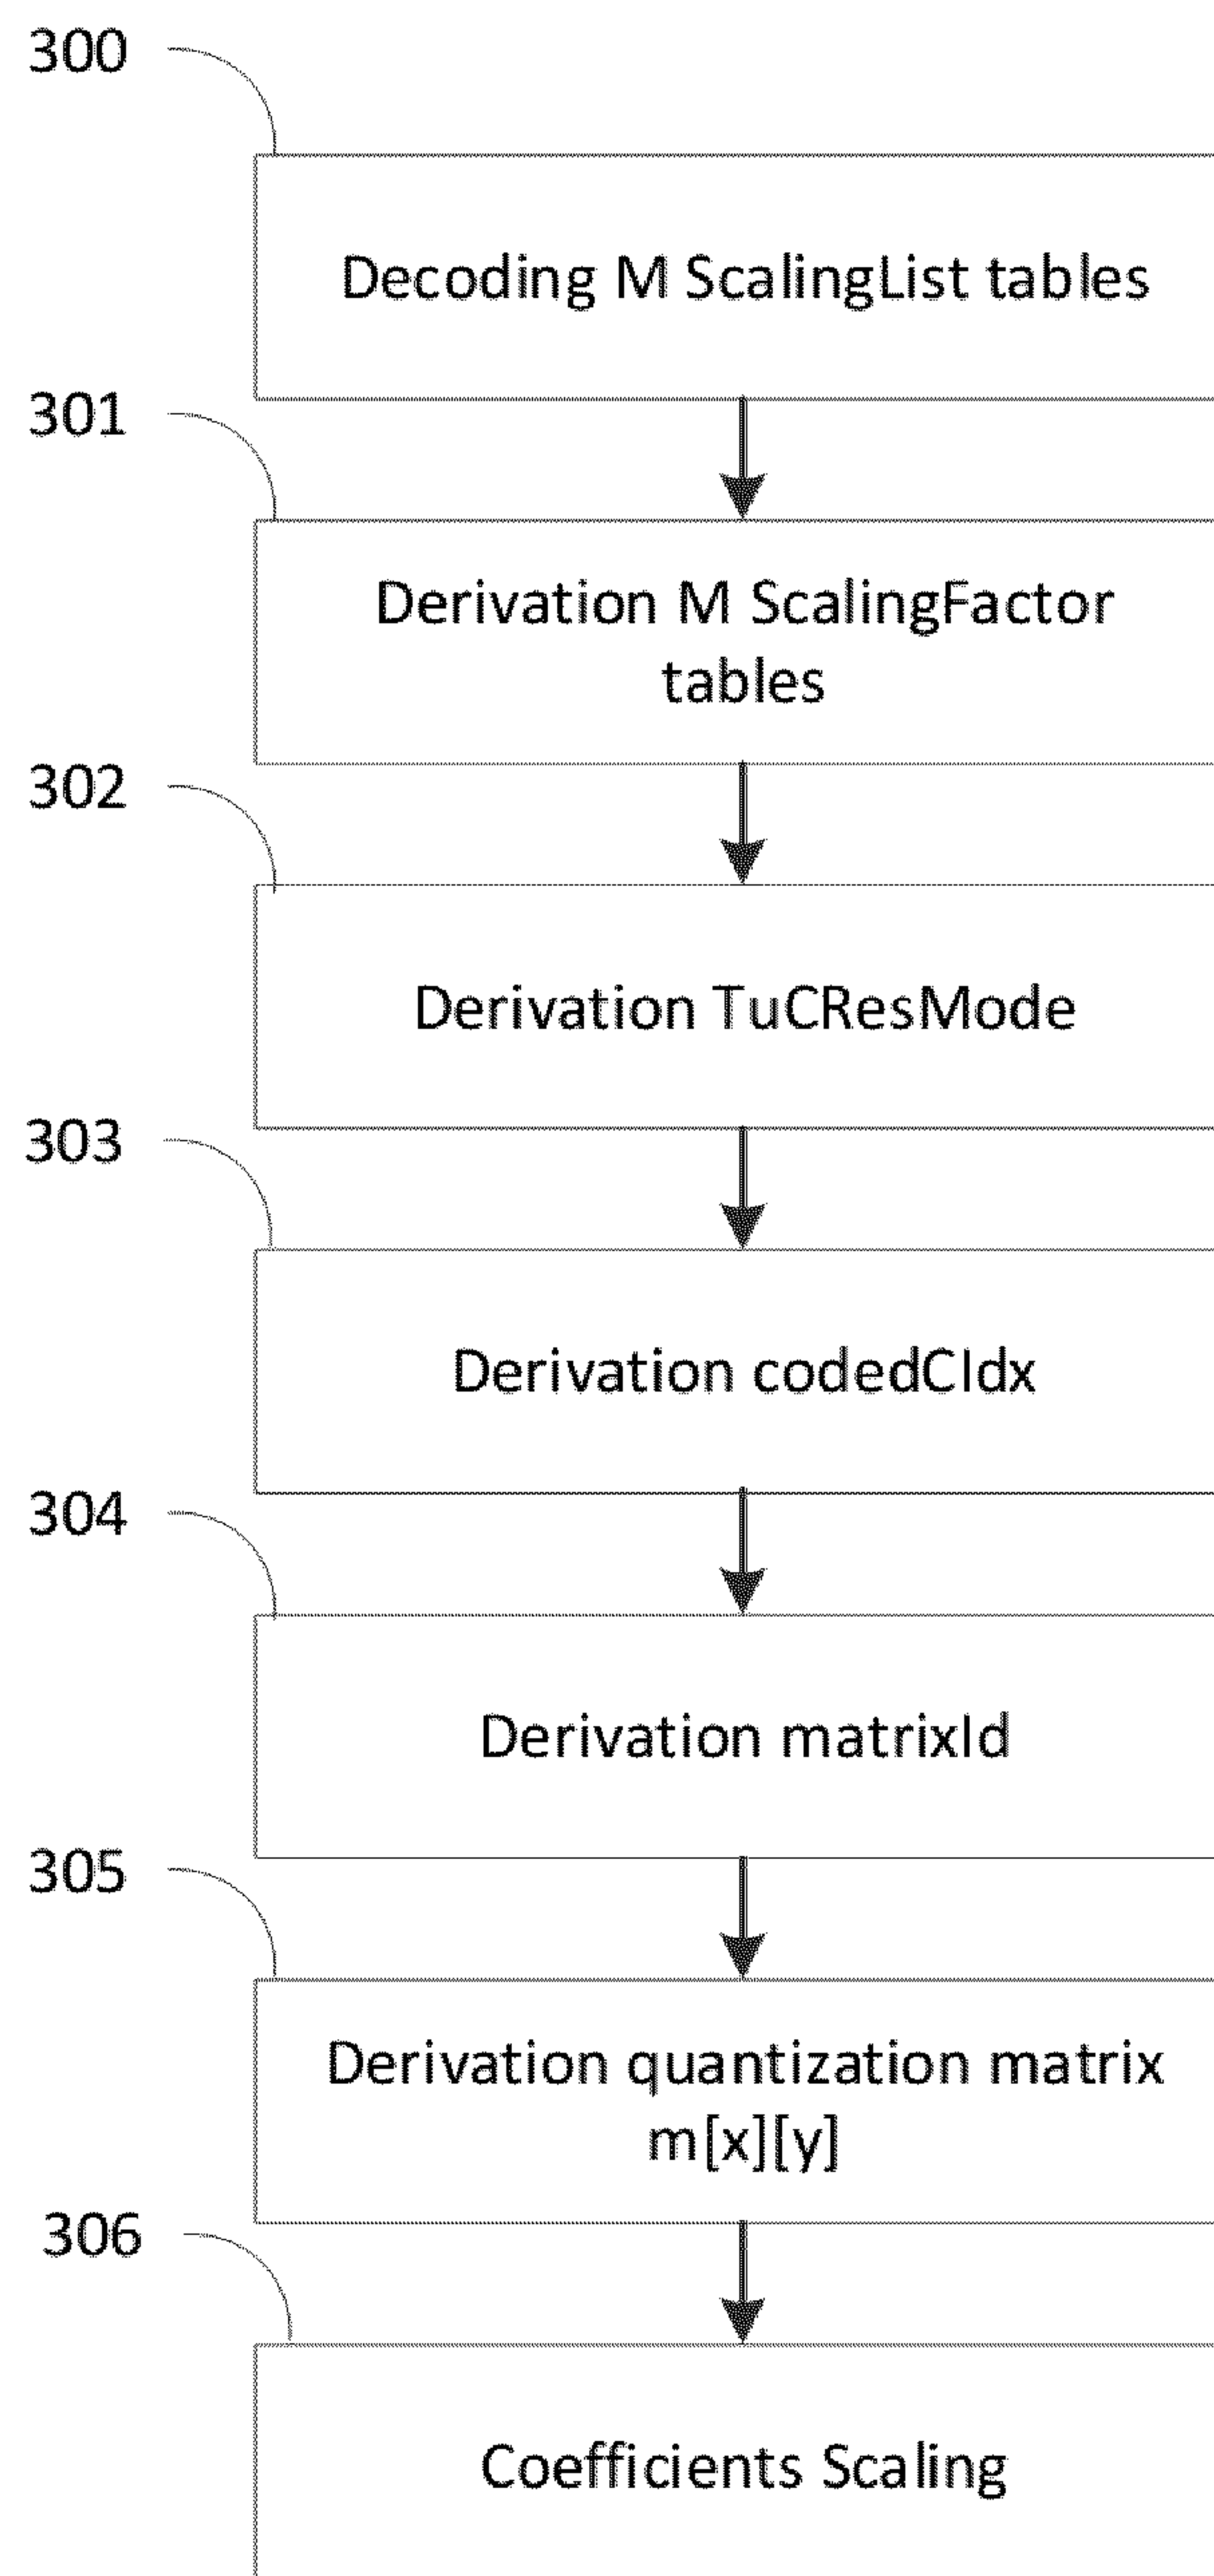 300
Decoding M ScalingList tables
301
Derivation M ScalingFactor
tables
302
Derivation TuCResMode
303
Derivation codedCIdx
304
Derivation matrixId
305
Derivation quantization matrix
m[x][y]
306
Coefficients Scaling